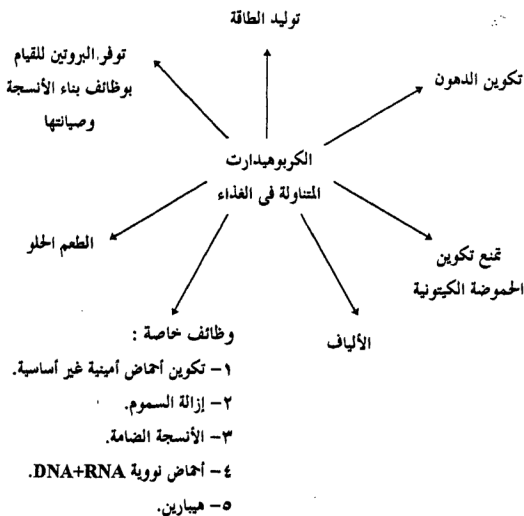 توليد الطاقة
تكوين الدهون
توفر البروتين للقيام
بوظائف بناء الأنسجة
وصيانتها
الكربوهيدارت
المتناولة فى الغذاء
تمنع تكوين
الحموضة الكيتونية
الطعم الحلو
الألياف
وظائف خاصة :
١- تكوين أحماض أمينية غير أساسية.
٢- إزالة السموم.
٣- الأنسجة الضامة.
٤- أحماض نووية DNA+RNA.
٥- هيبارين.